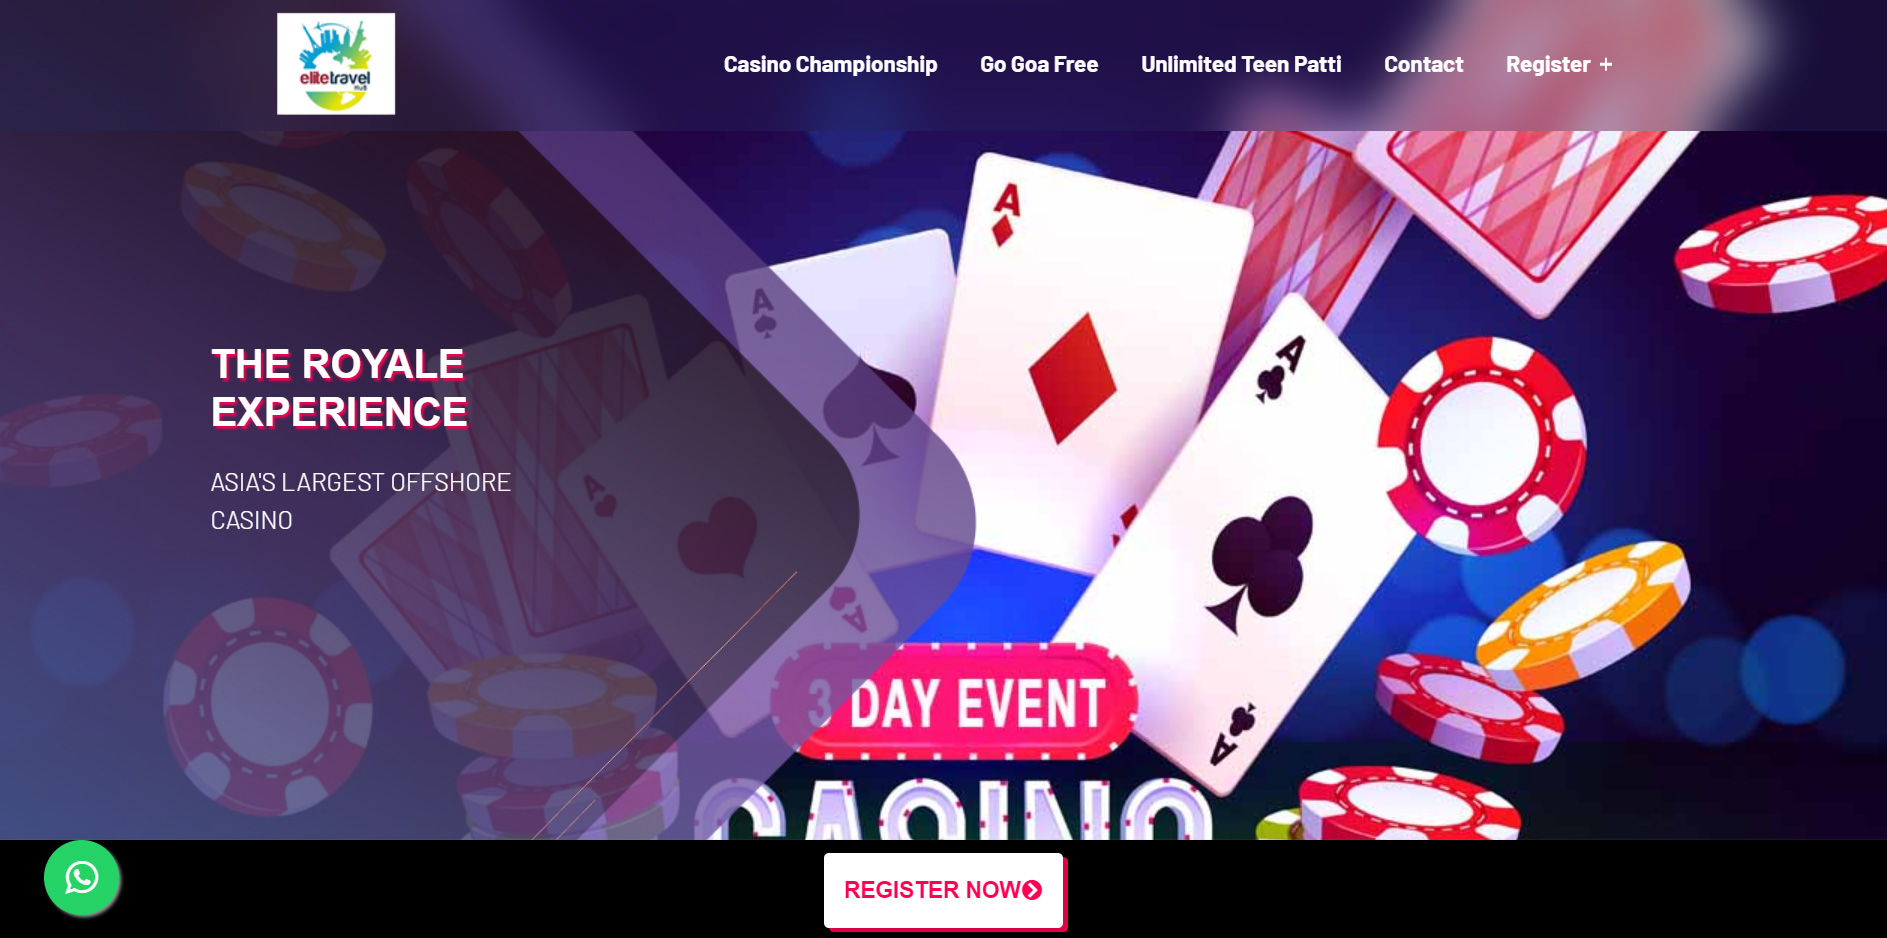 elitetravel
HUB
Casino Championship
Go Goa Free
Unlimited Teen Patti
Contact
Register +
A
A
A
A
THE ROYALE
EXPERIENCE
ASIA'S LARGEST OFFSHORE
CASINO
A
A
3 DAY EVENT
CASINO
REGISTER NOW